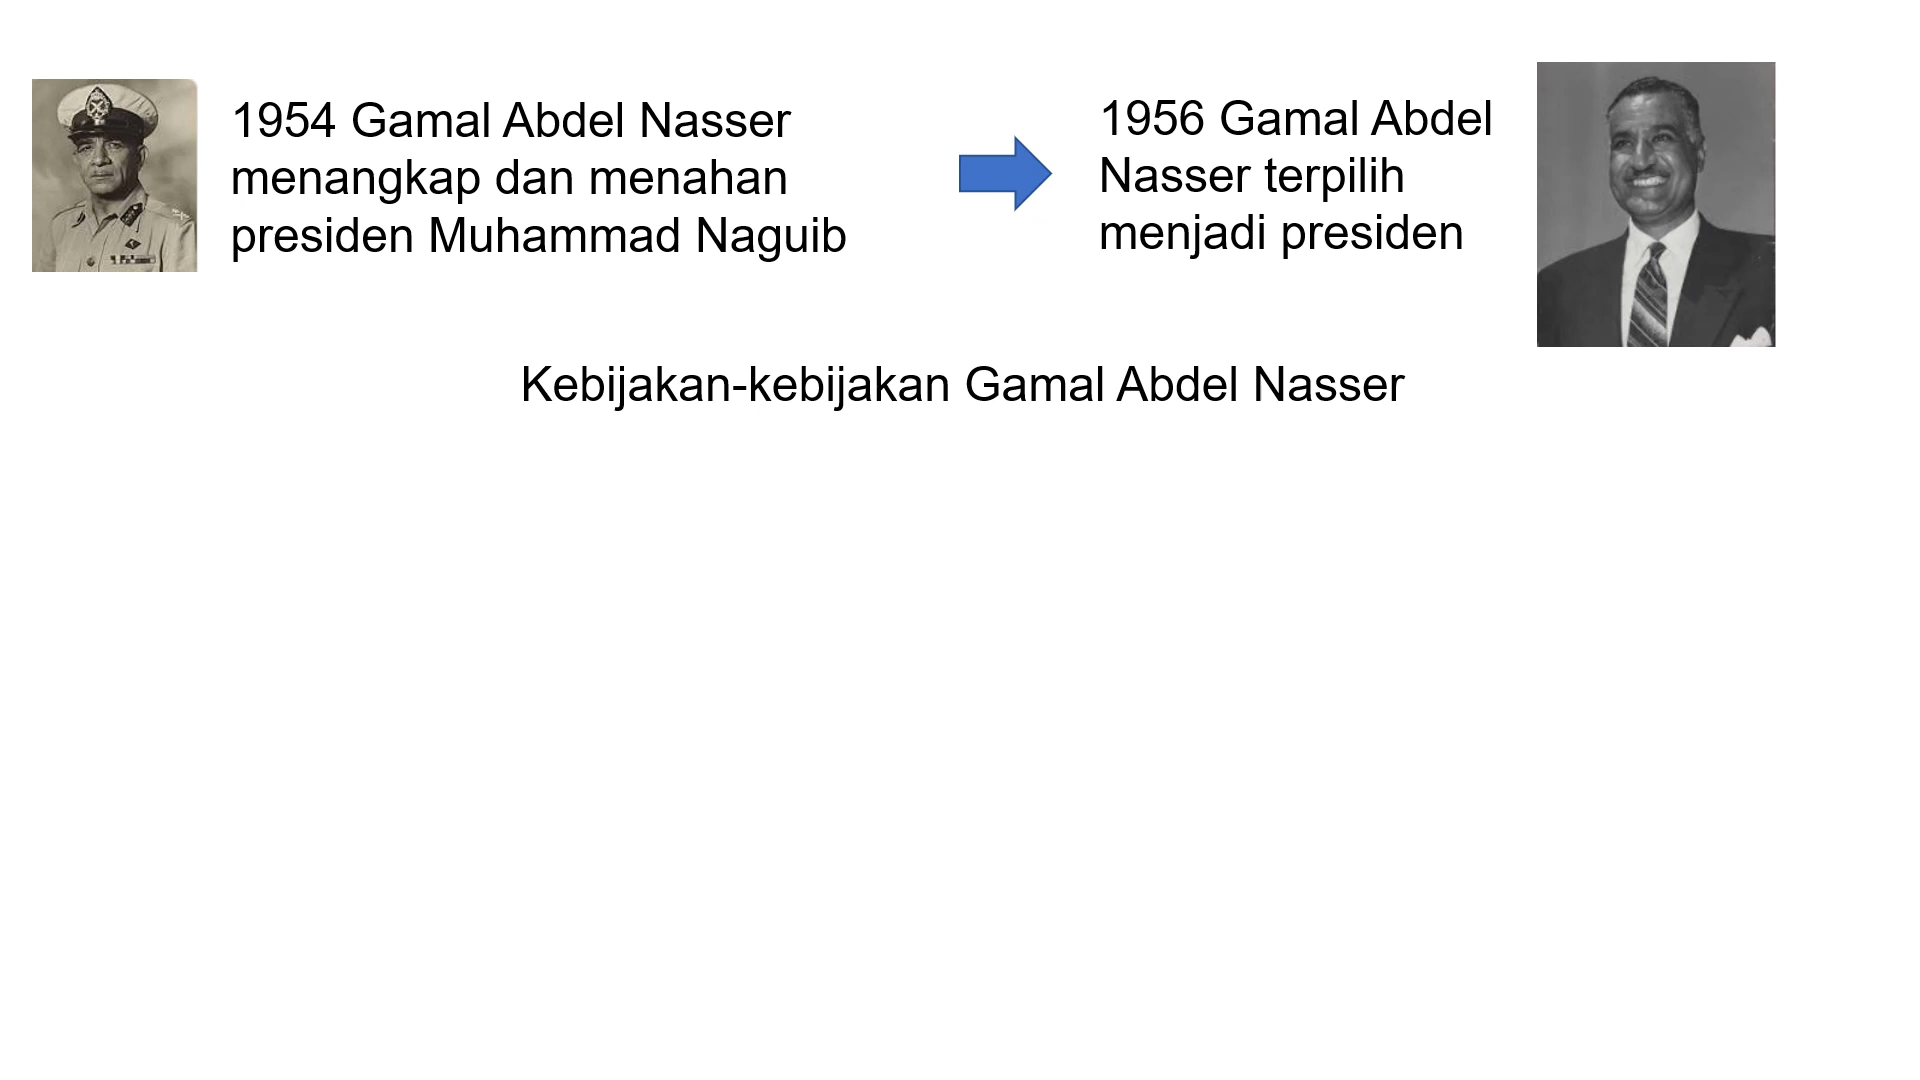 1954 Gamal Abdel Nasser
menangkap dan menahan
presiden Muhammad Naguib
1956 Gamal Abdel
Nasser terpilih
menjadi presiden
Kebijakan-kebijakan Gamal Abdel Nasser